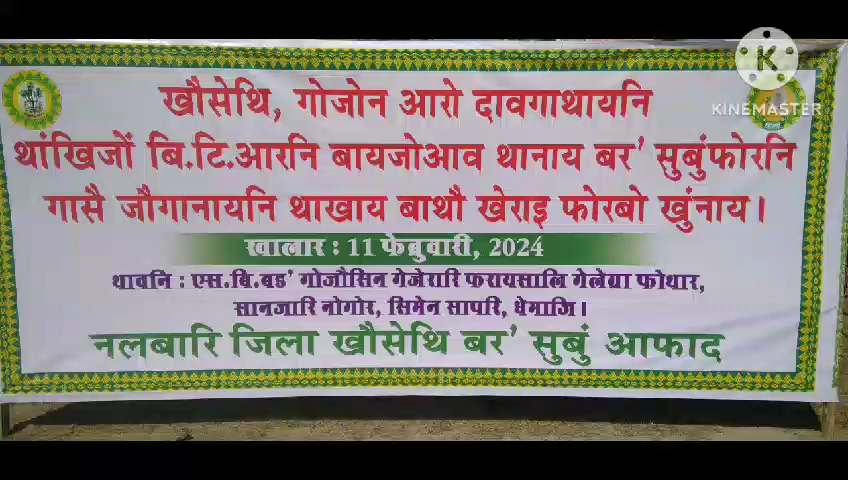 KINEMASTER
खौसेथि, गोजोन आरो दावगाथायनि
थांखिजों बि.टि.आरनि बायजोआव थानाय बर' सुबुंफोरनि
गासै जौगानायनि थाखाय बाथौ खेराइ फोरबो खुंनाय।
खालार : 11 फेब्रुवारी, 2024
थावनि : एस.बि.बड' गोजौसिन गेजेरारि फरायसालि गेलेग्रा फोथार,
सानजारि नोगोर, सिमेन सापरि, धेमाजि।
नलबारि जिला खौसेथि बर' सुबुं आफाद